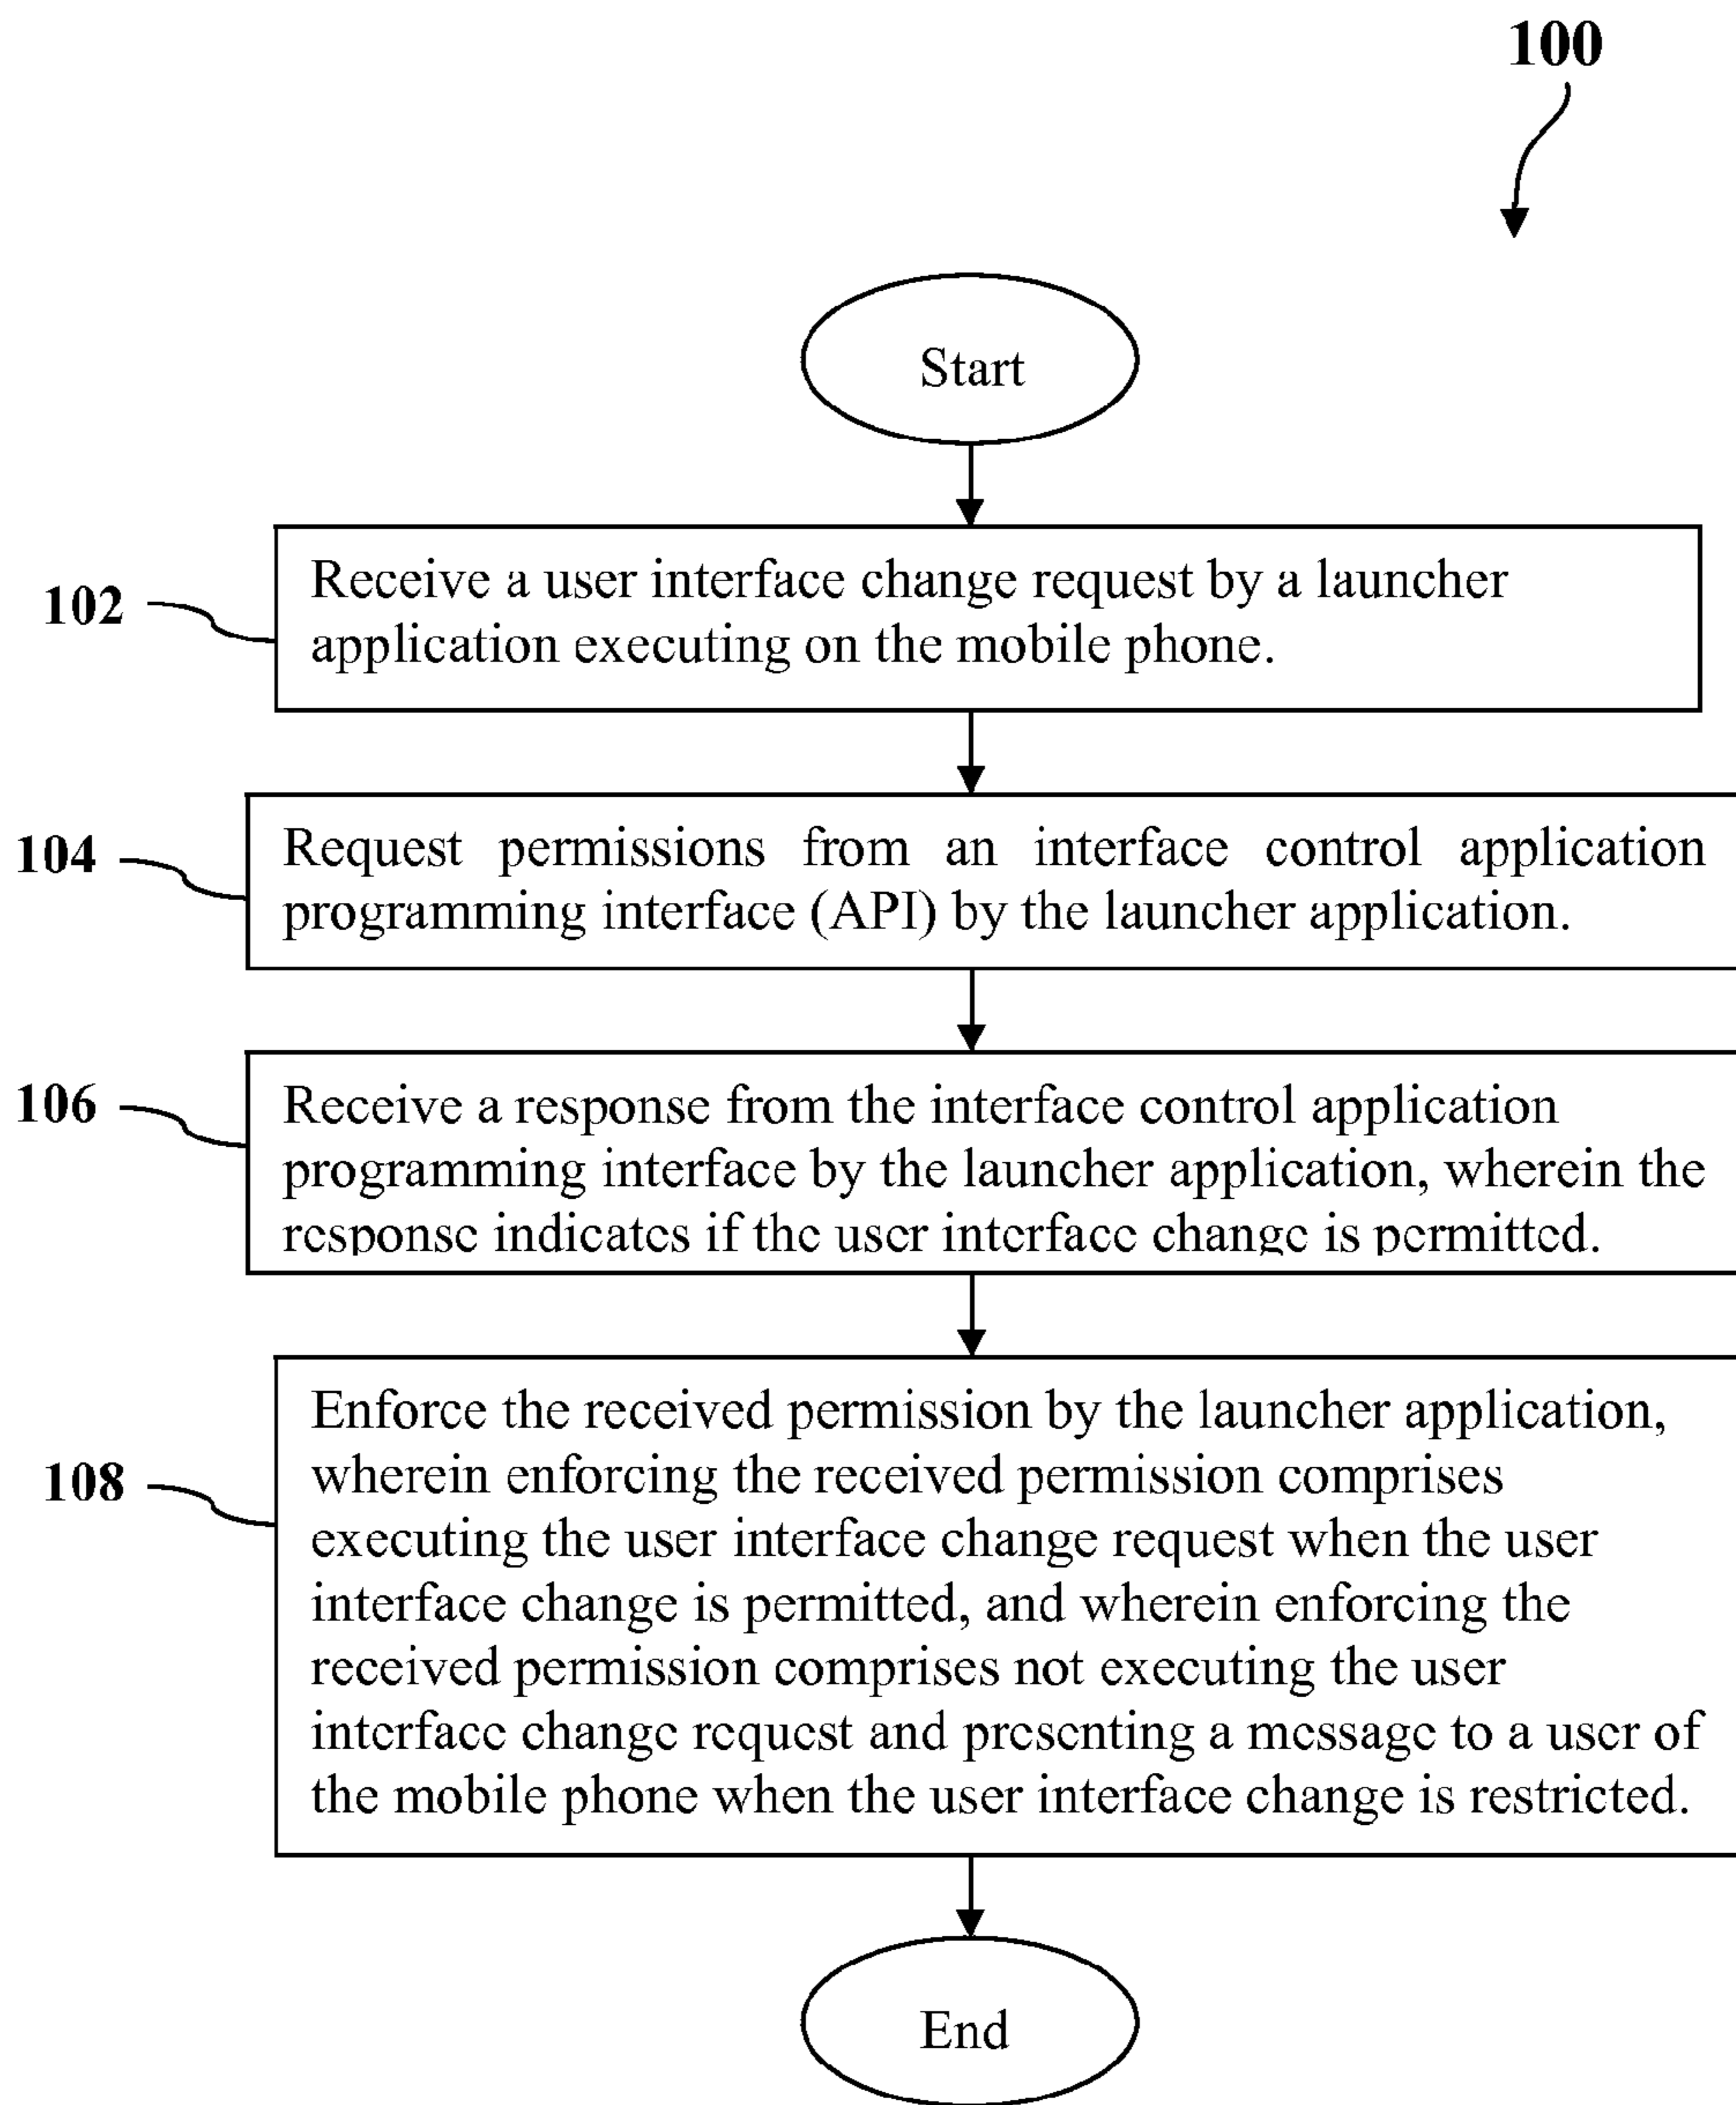 100
Start
102
Receive a user interface change request by a launcher
application executing on the mobile phone.
104
Request permissions from an interface control application
programming interface (API) by the launcher application.
106
Receive a response from the interface control application
programming interface by the launcher application, wherein the
response indicates if the user interface change is permitted.
108
Enforce the received permission by the launcher application,
wherein enforcing the received permission comprises
executing the user interface change request when the user
interface change is permitted, and wherein enforcing the
received permission comprises not executing the user
interface change request and presenting a message to a user of
the mobile phone when the user interface change is restricted.
End